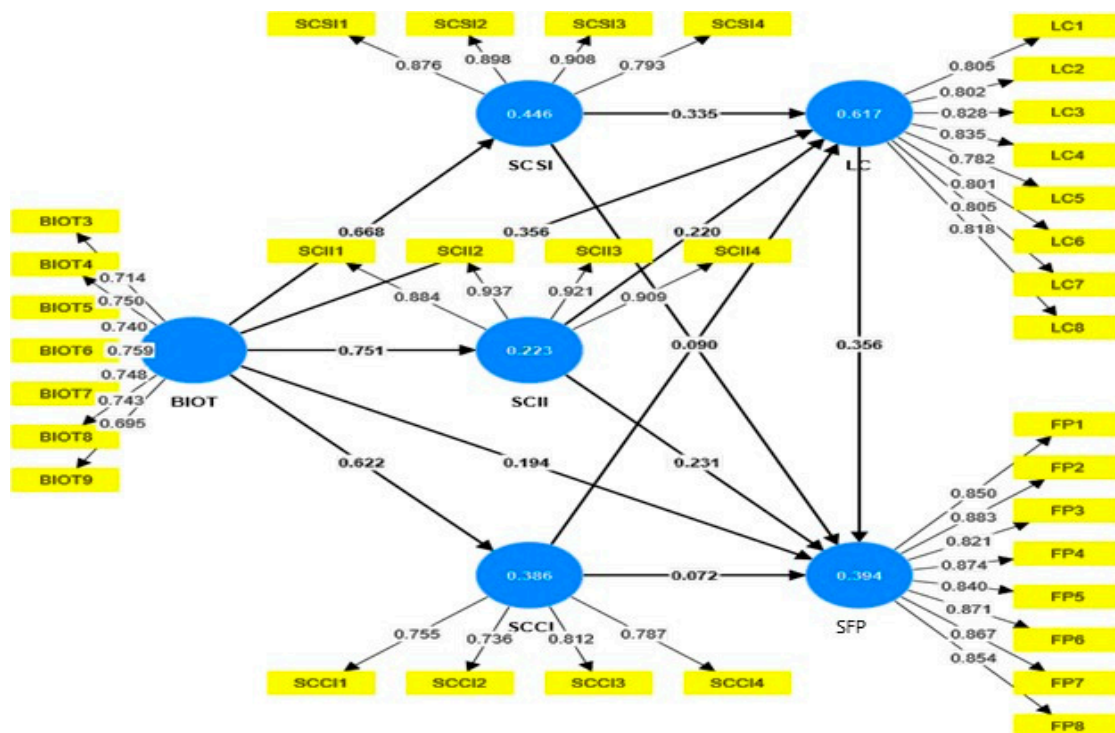 SCSI1 SCSI2 SCSI3 SCSI4
0.876 0.898 0.908 0.793
0.446
SCSI
0.335
0.617
LC
LC1
LC2
LC3
LC4
LC5
LC6
LC7
LC8
0.805
0.802
0.828
0.835
0.782
0.801
0.805
0.818
0.668
0.356
0.220
BIOT3
BIOT4
BIOT5
BIOT6
BIOT7
BIOT8
BIOT9
0.714
0.750
0.740
0.759
0.748
0.743
0.695
BIOT
SCII1 SCII2 SCII3 SCII4
0.884 0.937 0.921 0.909
0.751
0.223
SCII
0.090
0.356
0.622
0.194
0.231
0.386
SCCI
0.072
0.394
SFP
0.755 0.736 0.812 0.787
SCCI1 SCCI2 SCCI3 SCCI4
FP1
FP2
FP3
FP4
FP5
FP6
FP7
FP8
0.850
0.883
0.821
0.874
0.840
0.871
0.867
0.854